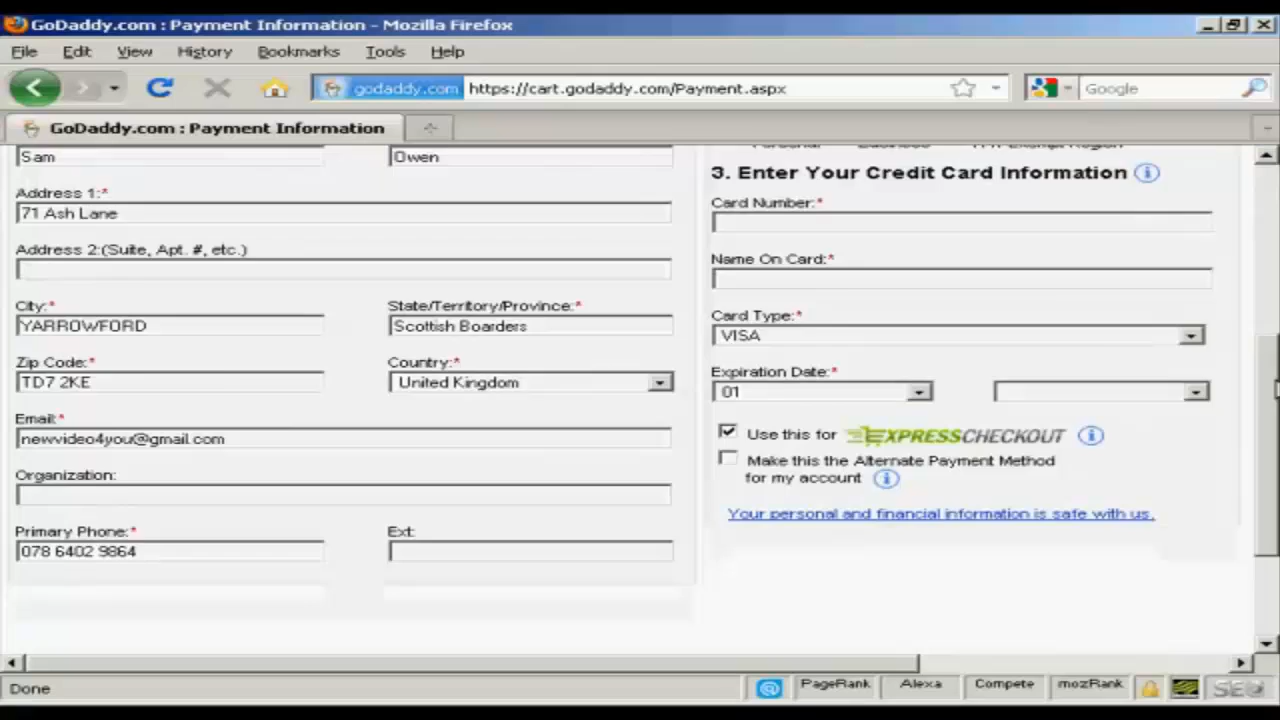 GoDaddy.com : Payment Information - Mozilla Firefox
File Edit View History Bookmarks Tools Help
godaddy.com https://cart.godaddy.com/Payment.aspx Google
GoDaddy.com : Payment Information
Sam Owen
Address 1:*
71 Ash Lane
Address 2:(Suite, Apt. #, etc.)
City:* State/Territory/Province:*
YARROWFORD Scottish Boarders
Zip Code:* Country:*
TD7 2KE United Kingdom
Email:*
newvideo4you@gmail.com
Organization:
Primary Phone:* Ext:
078 6402 9864
3. Enter Your Credit Card Information
Card Number:*
Name On Card:*
Card Type:*
VISA
Expiration Date:*
01
Use this for EXPRESSCHECKOUT
Make this the Alternate Payment Method
for my account
Your personal and financial information is safe with us.
Done PageRank Alexa Compete mozRank SEO